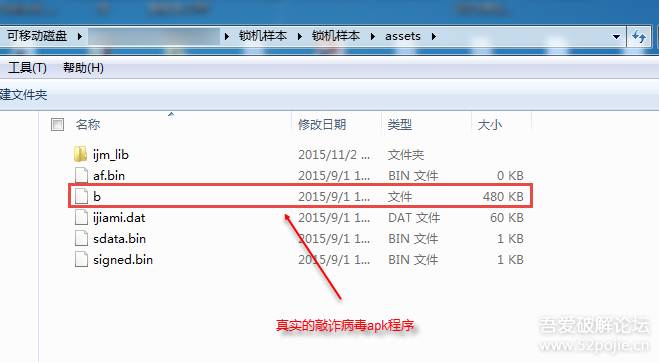 可移动磁盘 锁机样本 锁机样本 assets
工具(T) 帮助(H)
建文件夹
名称 修改日期 类型 大小
ijm_lib 2015/11/2 ... 文件夹
af.bin 2015/9/1 1... BIN 文件 0 KB
b 2015/9/1 1... 文件 480 KB
ijiami.dat 2015/9/1 1... DAT 文件 60 KB
sdata.bin 2015/9/1 1... BIN 文件 1 KB
signed.bin 2015/9/1 1... BIN 文件 1 KB
真实的敲诈病毒apk程序
吾爱破解论坛
www.52pojie.cn